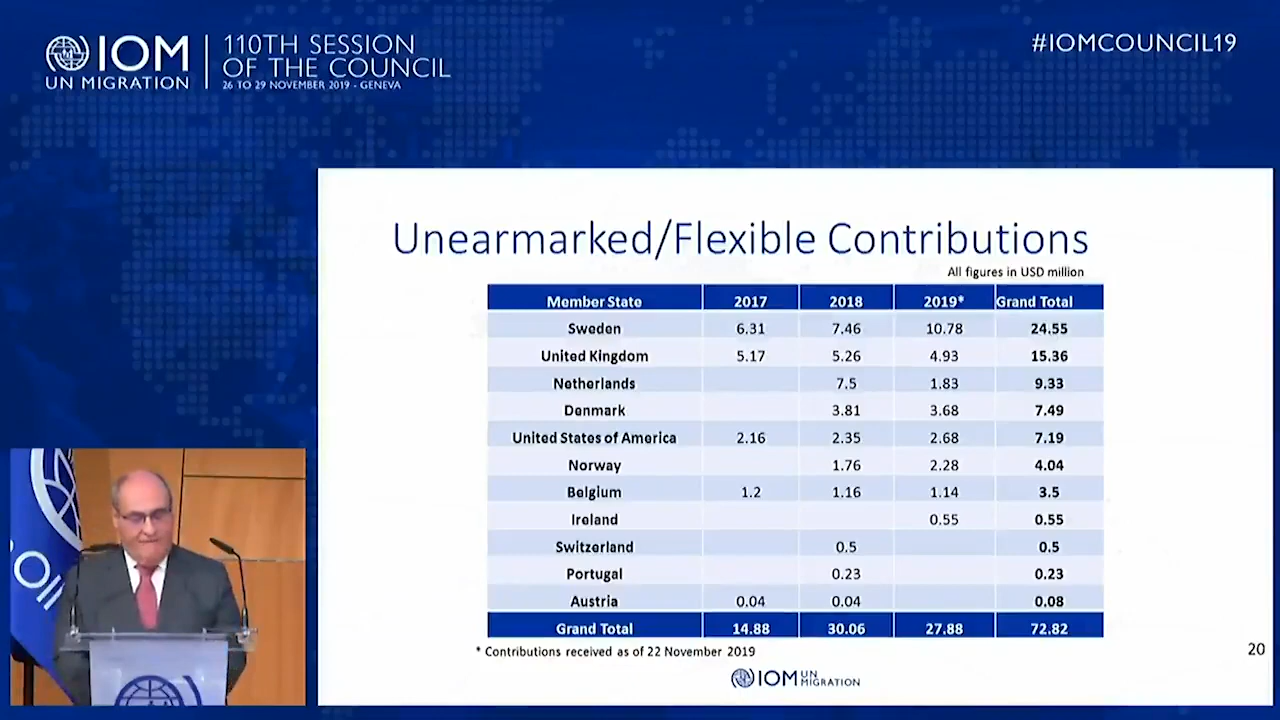 IOM
UN MIGRATION
110TH SESSION
OF THE COUNCIL
26 TO 29 NOVEMBER 2019 - GENEVA
#IOMCOUNCIL19
Unearmarked/Flexible Contributions
All figures in USD million
Member State 2017 2018 2019* Grand Total
Sweden 6.31 7.46 10.78 24.55
United Kingdom 5.17 5.26 4.93 15.36
Netherlands 7.5 1.83 9.33
Denmark 3.81 3.68 7.49
United States of America 2.16 2.35 2.68 7.19
Norway 1.76 2.28 4.04
Belgium 1.2 1.16 1.14 3.5
Ireland 0.55 0.55
Switzerland 0.5 0.5
Portugal 0.23 0.23
Austria 0.04 0.04 0.08
Grand Total 14.88 30.06 27.88 72.82
* Contributions received as of 22 November 2019
20
IOM UN MIGRATION